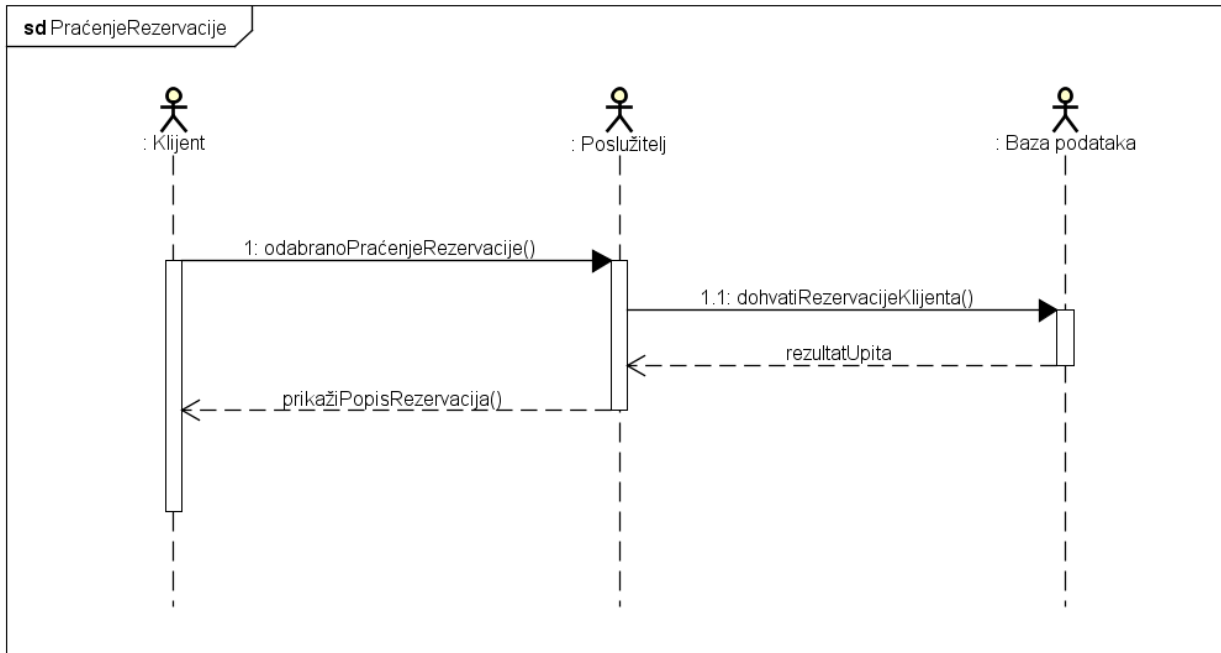 sd PraćenjeRezervacije
: Klijent
: Poslužitelj
: Baza podataka
1: odabranoPraćenjeRezervacije()
1.1: dohvatiRezervacijeKlijenta()
rezultatUpita
prikažiPopisRezervacija()